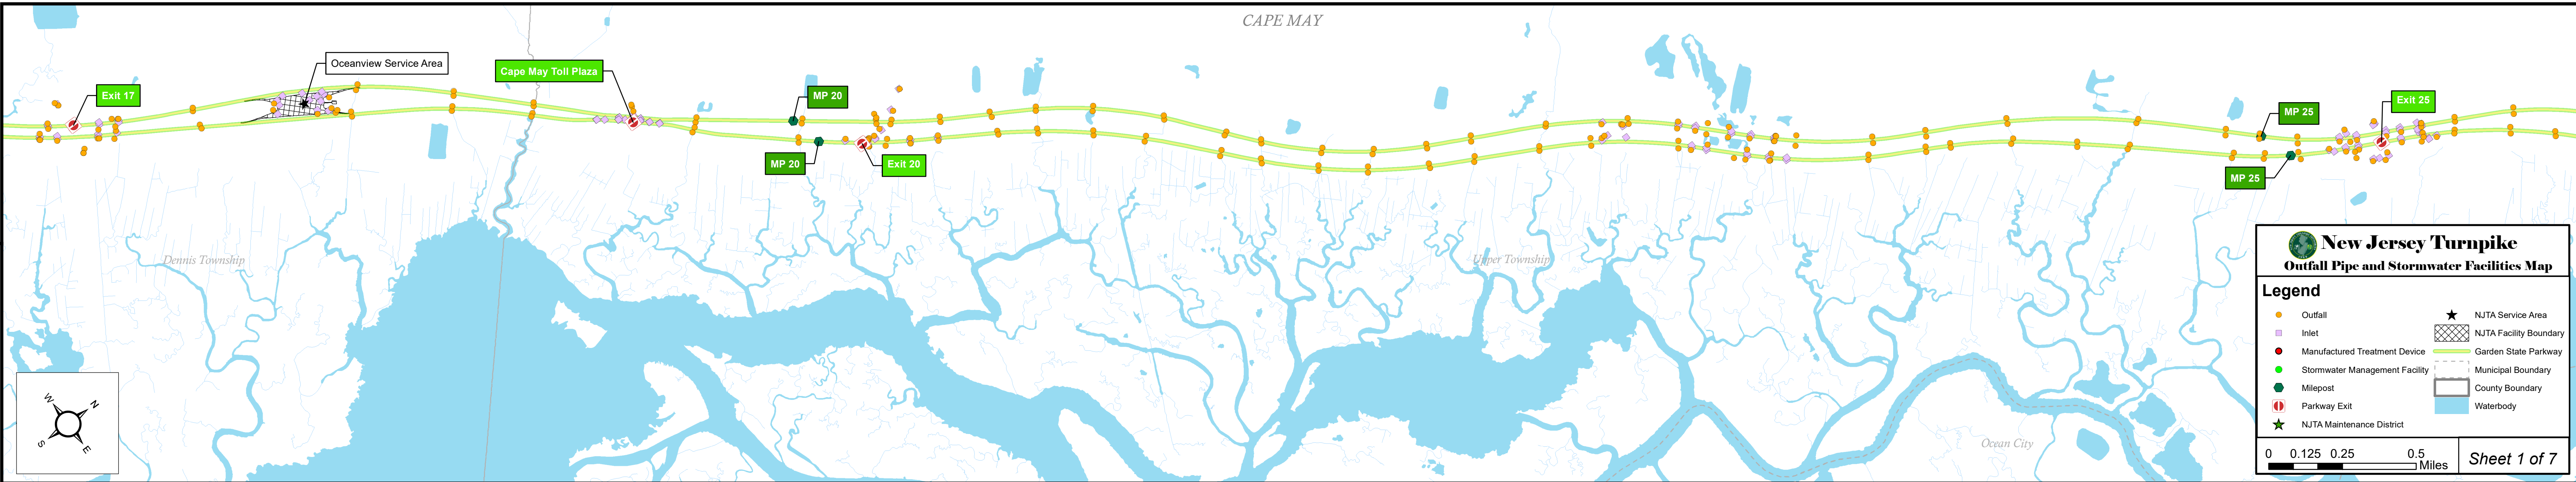 CAPE MAY
Oceanview Service Area
Cape May Toll Plaza
Exit 17
MP 20
MP 20
Exit 20
MP 25
Exit 25
MP 25
Dennis Township
Upper Township
Ocean City
W
N
S
E
New Jersey Turnpike
Outfall Pipe and Stormwater Facilities Map
Legend
Outfall
Inlet
Manufactured Treatment Device
Stormwater Management Facility
Milepost
Parkway Exit
NJTA Maintenance District
NJTA Service Area
NJTA Facility Boundary
Garden State Parkway
Municipal Boundary
County Boundary
Waterbody
0 0.125 0.25 0.5
Miles
Sheet 1 of 7